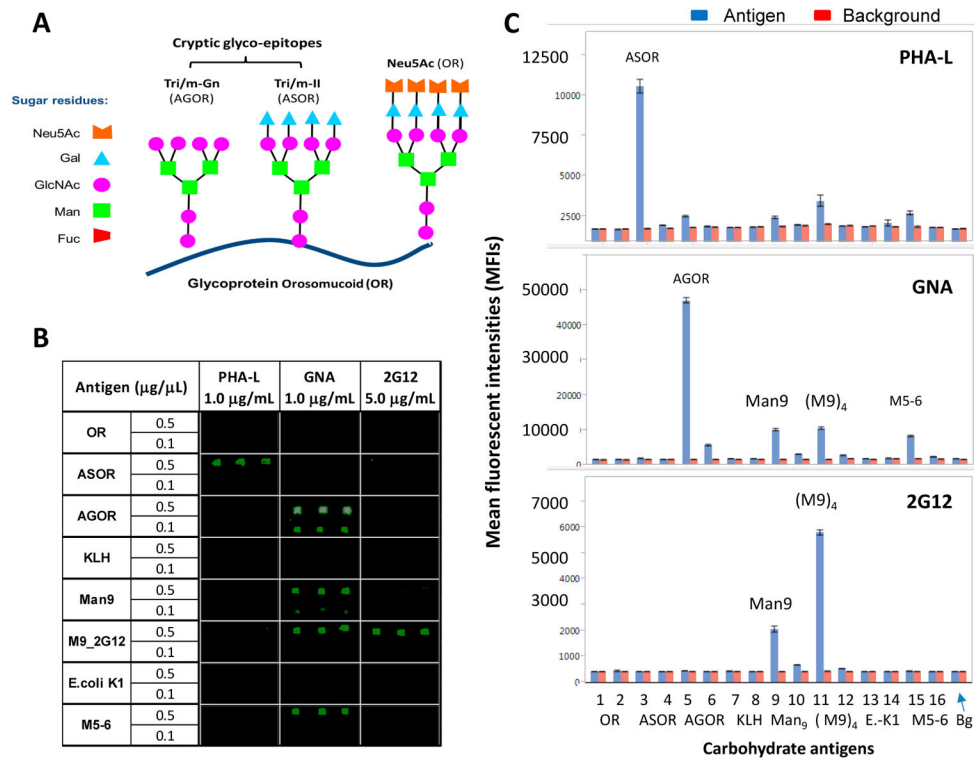 A
Cryptic glyco-epitopes
Tri/m-Gn
(AGOR)
Tri/m-II
(ASOR)
Neu5Ac (OR)
Sugar residues:
Neu5Ac
Gal
GlcNAc
Man
Fuc
Glycoprotein Orosomucoid (OR)
B
Antigen (µg/µL)
PHA-L
1.0 µg/mL
GNA
1.0 µg/mL
2G12
5.0 µg/mL
OR
0.5
0.1
ASOR
0.5
0.1
AGOR
0.5
0.1
KLH
0.5
0.1
Man9
0.5
0.1
M9_2G12
0.5
0.1
E.coli K1
0.5
0.1
M5-6
0.5
0.1
C
Antigen Background
Mean fluorescent intensities (MFIs)
PHA-L
12500
10000
7500
5000
2500
ASOR
GNA
50000
40000
30000
20000
10000
0
AGOR
Man9
(M9)4
M5-6
2G12
7000
6000
5000
4000
3000
2000
1000
0
Man9
(M9)4
1 2 3 4 5 6 7 8 9 10 11 12 13 14 15 16
OR ASOR AGOR KLH Man9 (M9)4 E.-K1 M5-6 Bg
Carbohydrate antigens